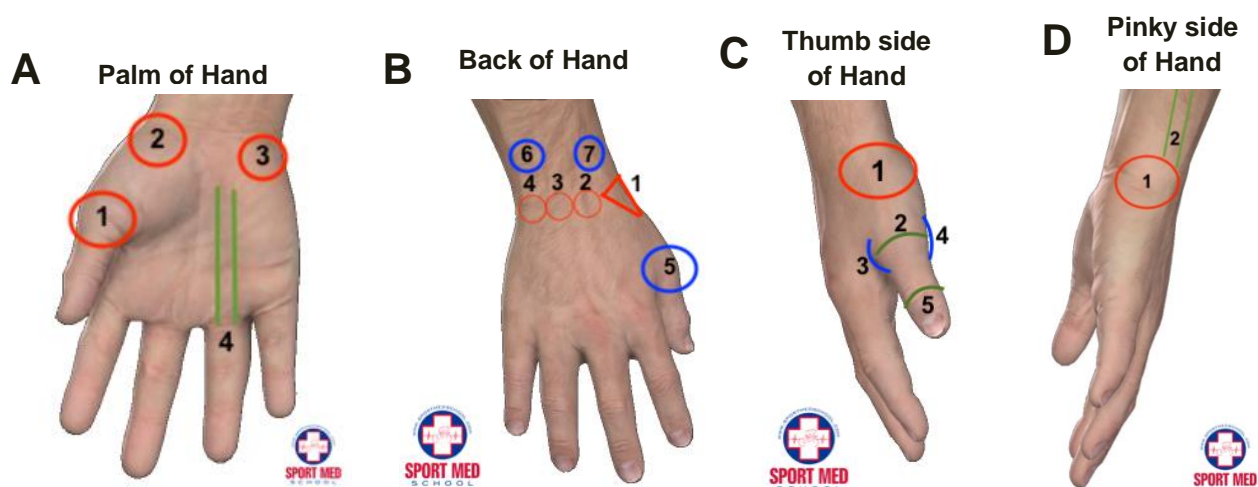 A
Palm of Hand
2
3
1
4
SPORT MED
SCHOOL
B
Back of Hand
6
7
4
3
2
1
5
SPORT MED
SCHOOL
C
Thumb side
of Hand
1
2
4
3
5
SPORT MED
SCHOOL
D
Pinky side
of Hand
2
1
SPORT MED